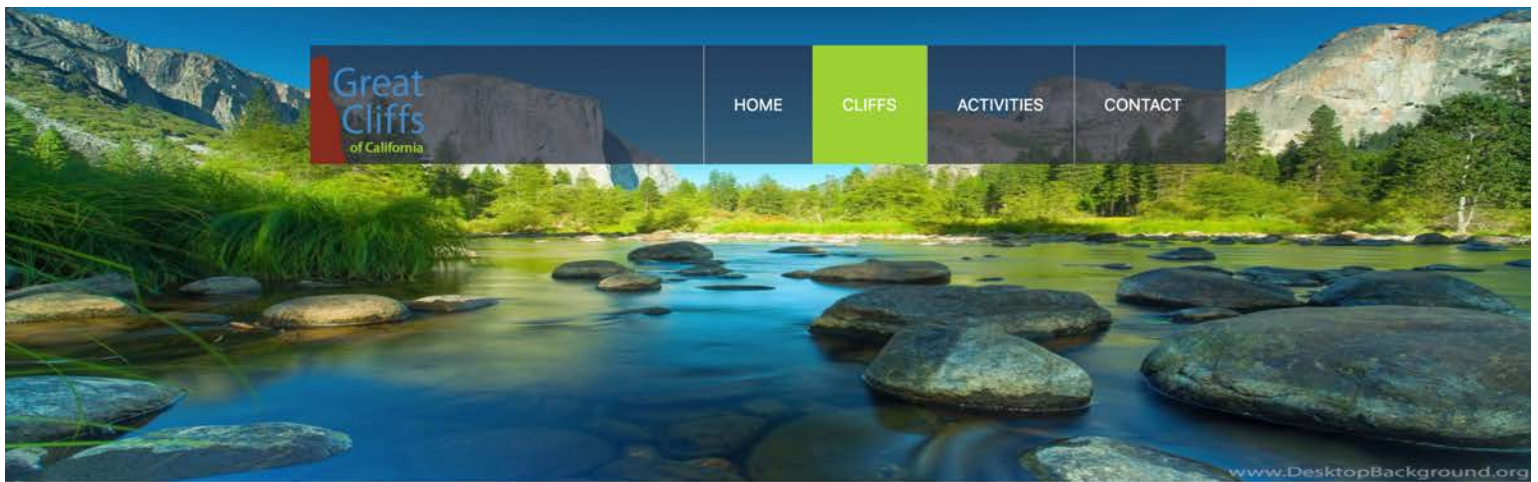 Great
Cliffs
of California
HOME CLIFFS ACTIVITIES CONTACT
www.DesktopBackground.org